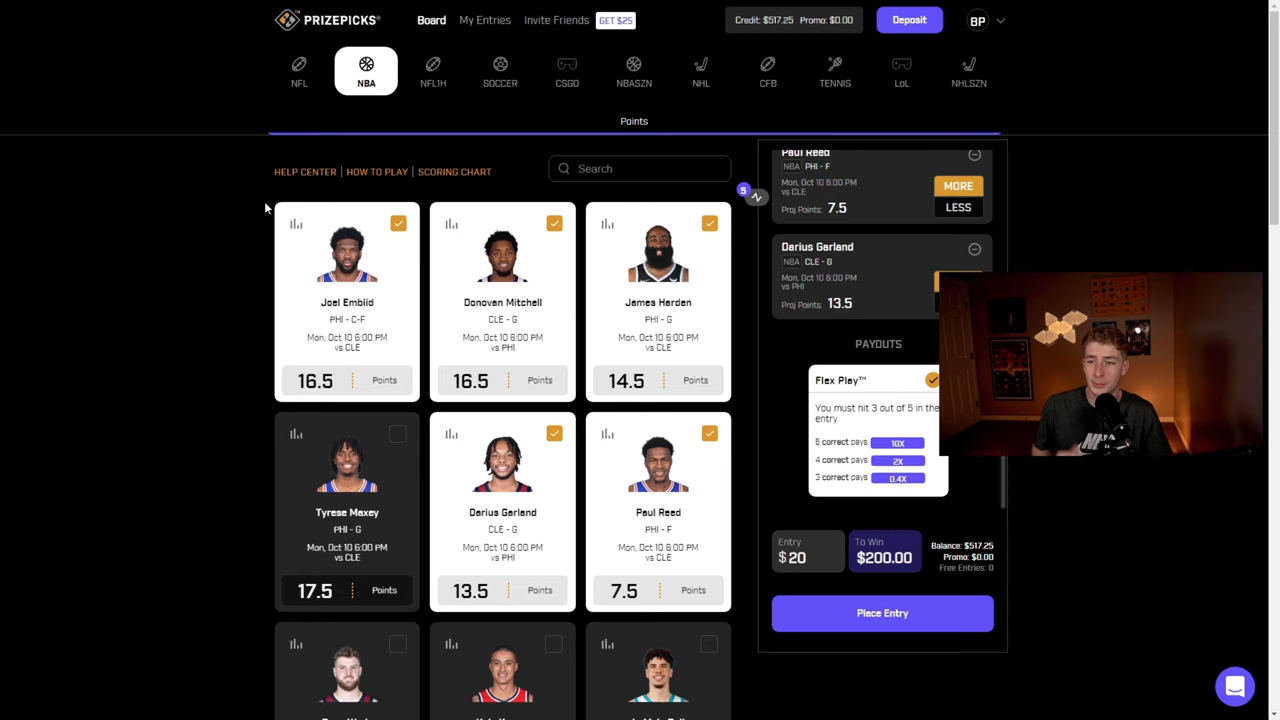 PRIZEPICKS
Board
My Entries
Invite Friends
GET $25
Credit: $517.25 Promo: $0.00
Deposit
BP
NFL
NBA
NFL1H
SOCCER
CSGO
NBASZN
NHL
CFB
TENNIS
LoL
NHLSZN
Points
HELP CENTER | HOW TO PLAY | SCORING CHART
Search
Joel Embiid
PHI - C-F
Mon, Oct 10 6:00 PM
vs CLE
16.5
Points
Donovan Mitchell
CLE - G
Mon, Oct 10 6:00 PM
vs PHI
16.5
Points
James Harden
PHI - G
Mon, Oct 10 6:00 PM
vs CLE
14.5
Points
Tyrese Maxey
PHI - G
Mon, Oct 10 6:00 PM
vs CLE
17.5
Points
Darius Garland
CLE - G
Mon, Oct 10 6:00 PM
vs PHI
13.5
Points
Paul Reed
PHI - F
Mon, Oct 10 6:00 PM
vs CLE
7.5
Points
5
Paul Reed
NBA PHI - F
Mon, Oct 10 6:00 PM
vs CLE
Proj Points: 7.5
MORE
LESS
Darius Garland
NBA CLE - G
Mon, Oct 10 6:00 PM
vs PHI
Proj Points: 13.5
PAYOUTS
Flex Play™
You must hit 3 out of 5 in the
entry.
5 correct pays 10X
4 correct pays 2X
3 correct pays 0.4X
Entry
$ 20
To Win
$200.00
Balance: $517.25
Promo: $0.00
Free Entries: 0
Place Entry